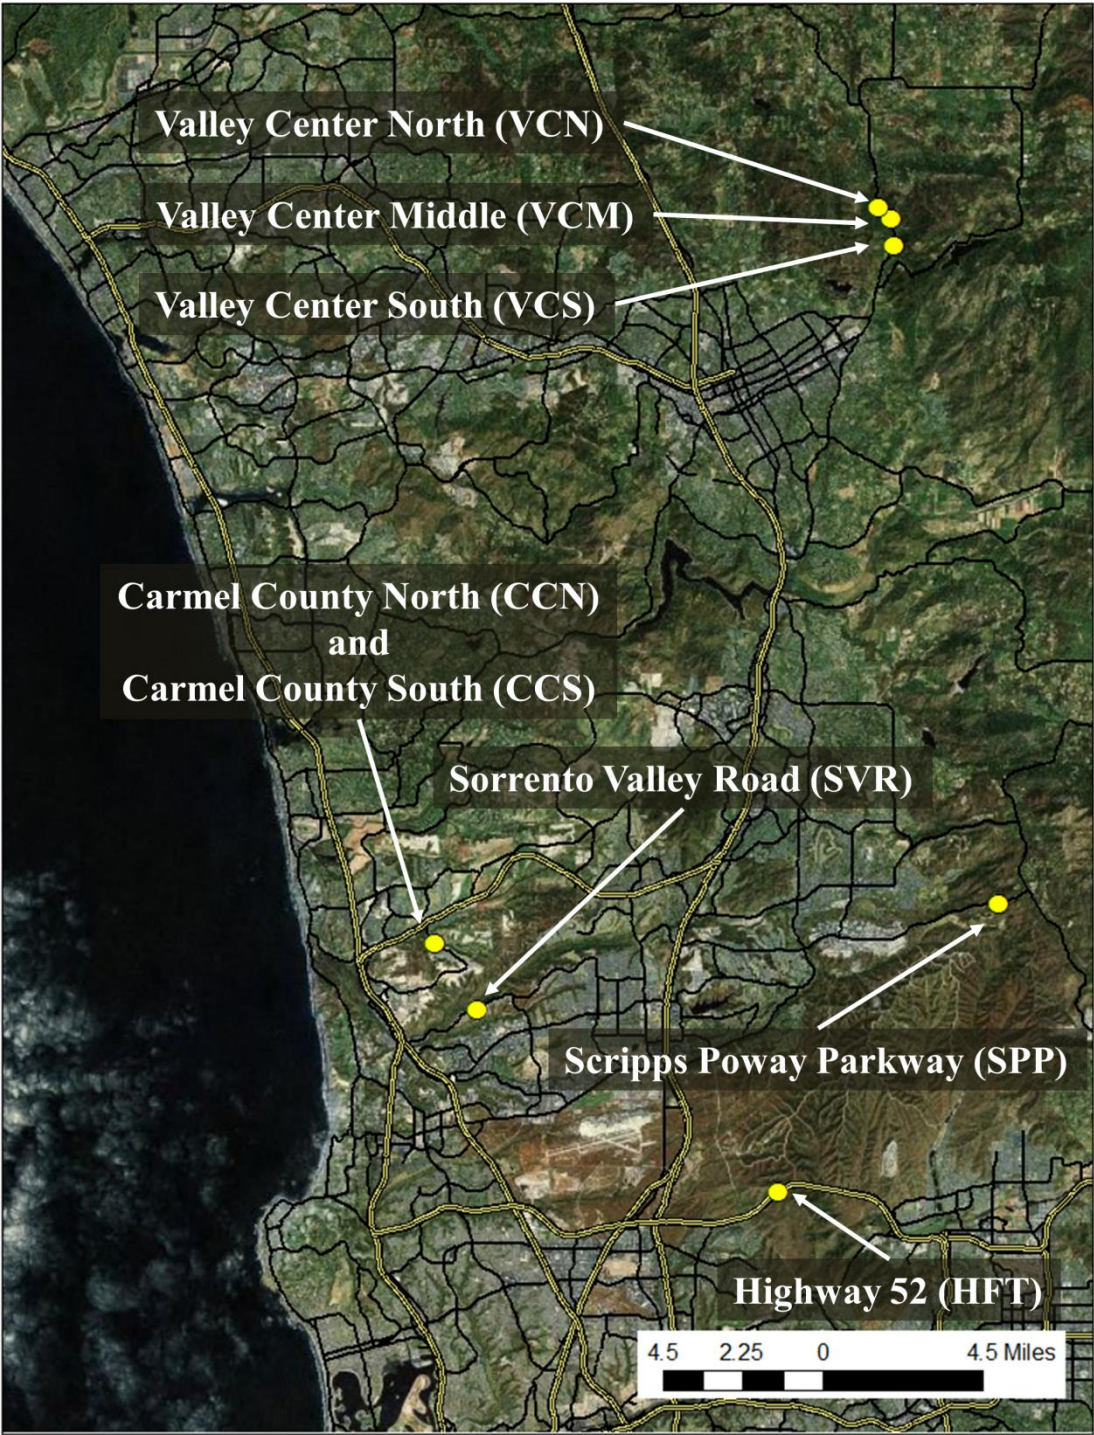 Valley Center North (VCN)
Valley Center Middle (VCM)
Valley Center South (VCS)
Carmel County North (CCN)
and
Carmel County South (CCS)
Sorrento Valley Road (SVR)
Scripps Poway Parkway (SPP)
Highway 52 (HFT)
4.5 2.25 0 4.5 Miles